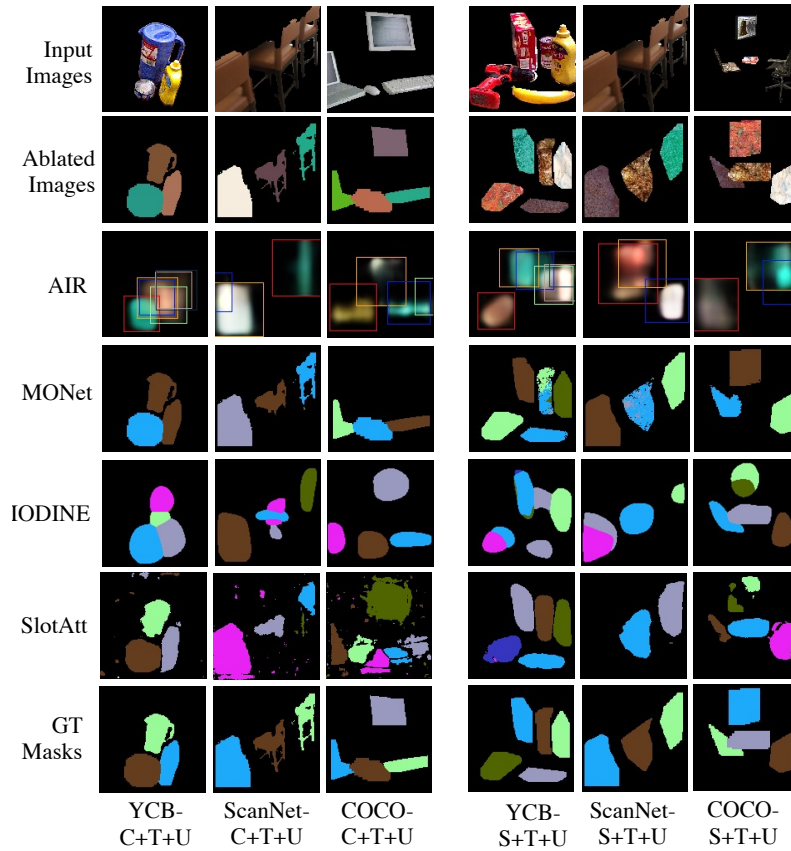 Input
Images
Ablated
Images
AIR
MONet
IODINE
SlotAtt
GT
Masks
YCB-
C+T+U
ScanNet-
C+T+U
COCO-
C+T+U
YCB-
S+T+U
ScanNet-
S+T+U
COCO-
S+T+U